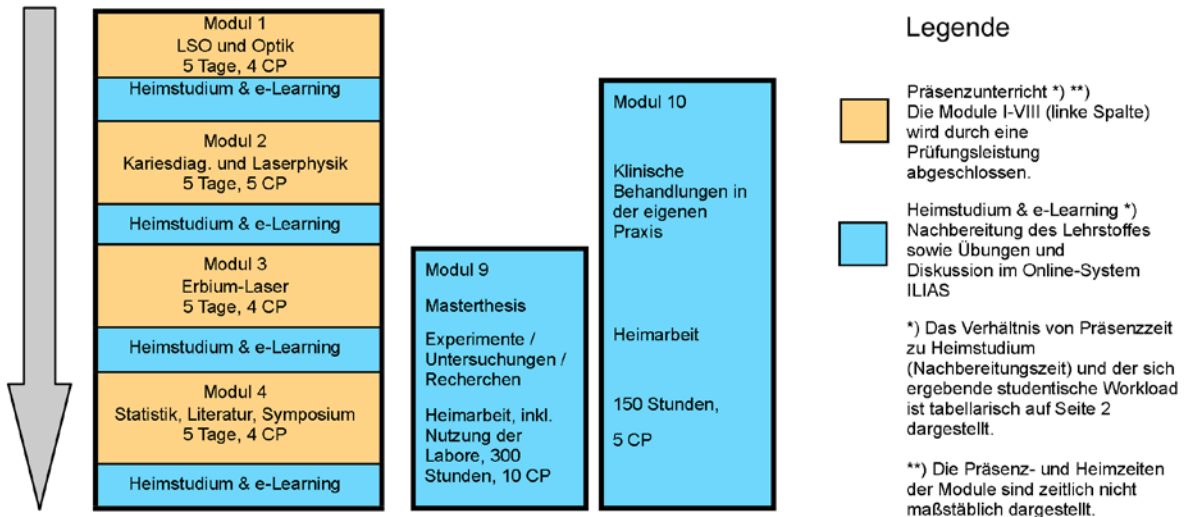 Modul 1
LSO und Optik
5 Tage, 4 CP
Heimstudium & e-Learning
Modul 2
Kariesdiag. und Laserphysik
5 Tage, 5 CP
Heimstudium & e-Learning
Modul 3
Erbium-Laser
5 Tage, 4 CP
Heimstudium & e-Learning
Modul 4
Statistik, Literatur, Symposium
5 Tage, 4 CP
Heimstudium & e-Learning
Modul 9
Masterthesis
Experimente /
Untersuchungen /
Recherchen
Heimarbeit, inkl.
Nutzung der
Labore, 300
Stunden, 10 CP
Modul 10
Klinische
Behandlungen in
der eigenen
Praxis
Heimarbeit
150 Stunden,
5 CP
Legende
Präsenzunterricht *) **)
Die Module I-VIII (linke Spalte)
wird durch eine
Prüfungsleistung
abgeschlossen.
Heimstudium & e-Learning *)
Nachbereitung des Lehrstoffes
sowie Übungen und
Diskussion im Online-System
ILIAS
*) Das Verhältnis von Präsenzzeit
zu Heimstudium
(Nachbereitungszeit) und der sich
ergebende studentische Workload
ist tabellarisch auf Seite 2
dargestellt.
**) Die Präsenz- und Heimzeiten
der Module sind zeitlich nicht
maßstäblich dargestellt.